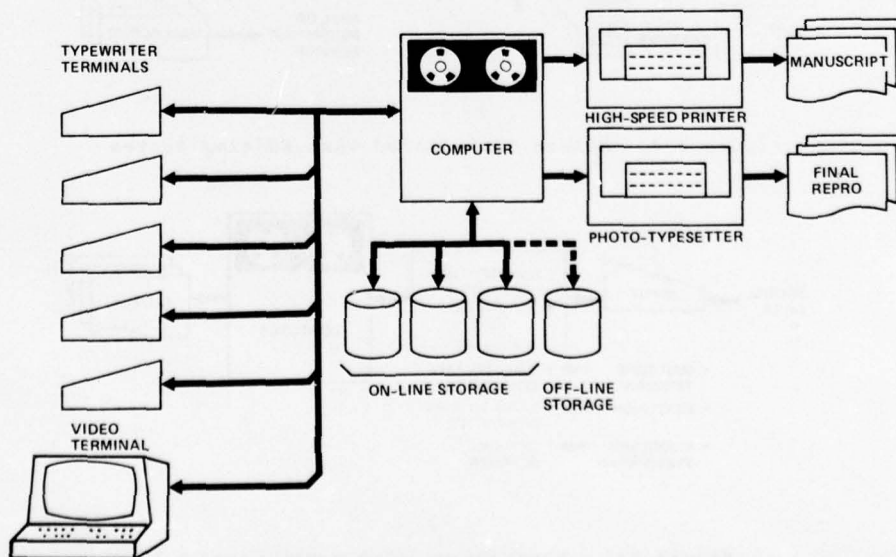 TYPEWRITER
TERMINALS
COMPUTER
HIGH-SPEED PRINTER
MANUSCRIPT
PHOTO-TYPESETTER
FINAL
REPRO
ON-LINE STORAGE
OFF-LINE
STORAGE
VIDEO
TERMINAL